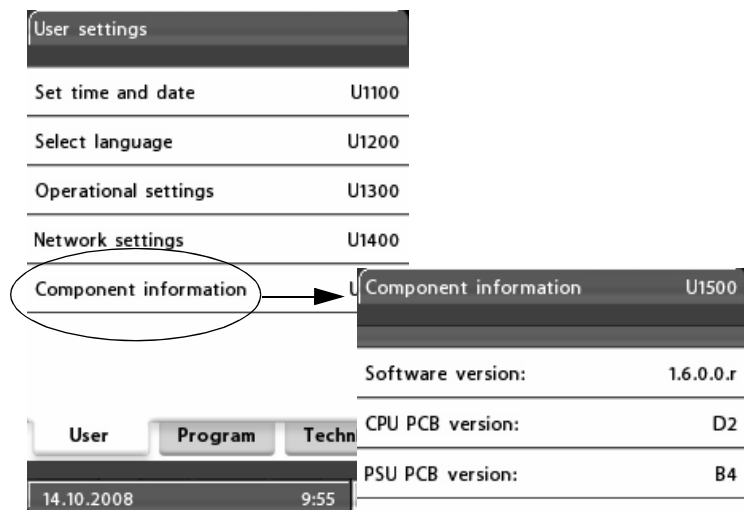 User settings
Set time and date U1100
Select language U1200
Operational settings U1300
Network settings U1400
Component information U
User Program Techn
14.10.2008 9:55
Component information U1500
Software version: 1.6.0.0.r
CPU PCB version: D2
PSU PCB version: B4